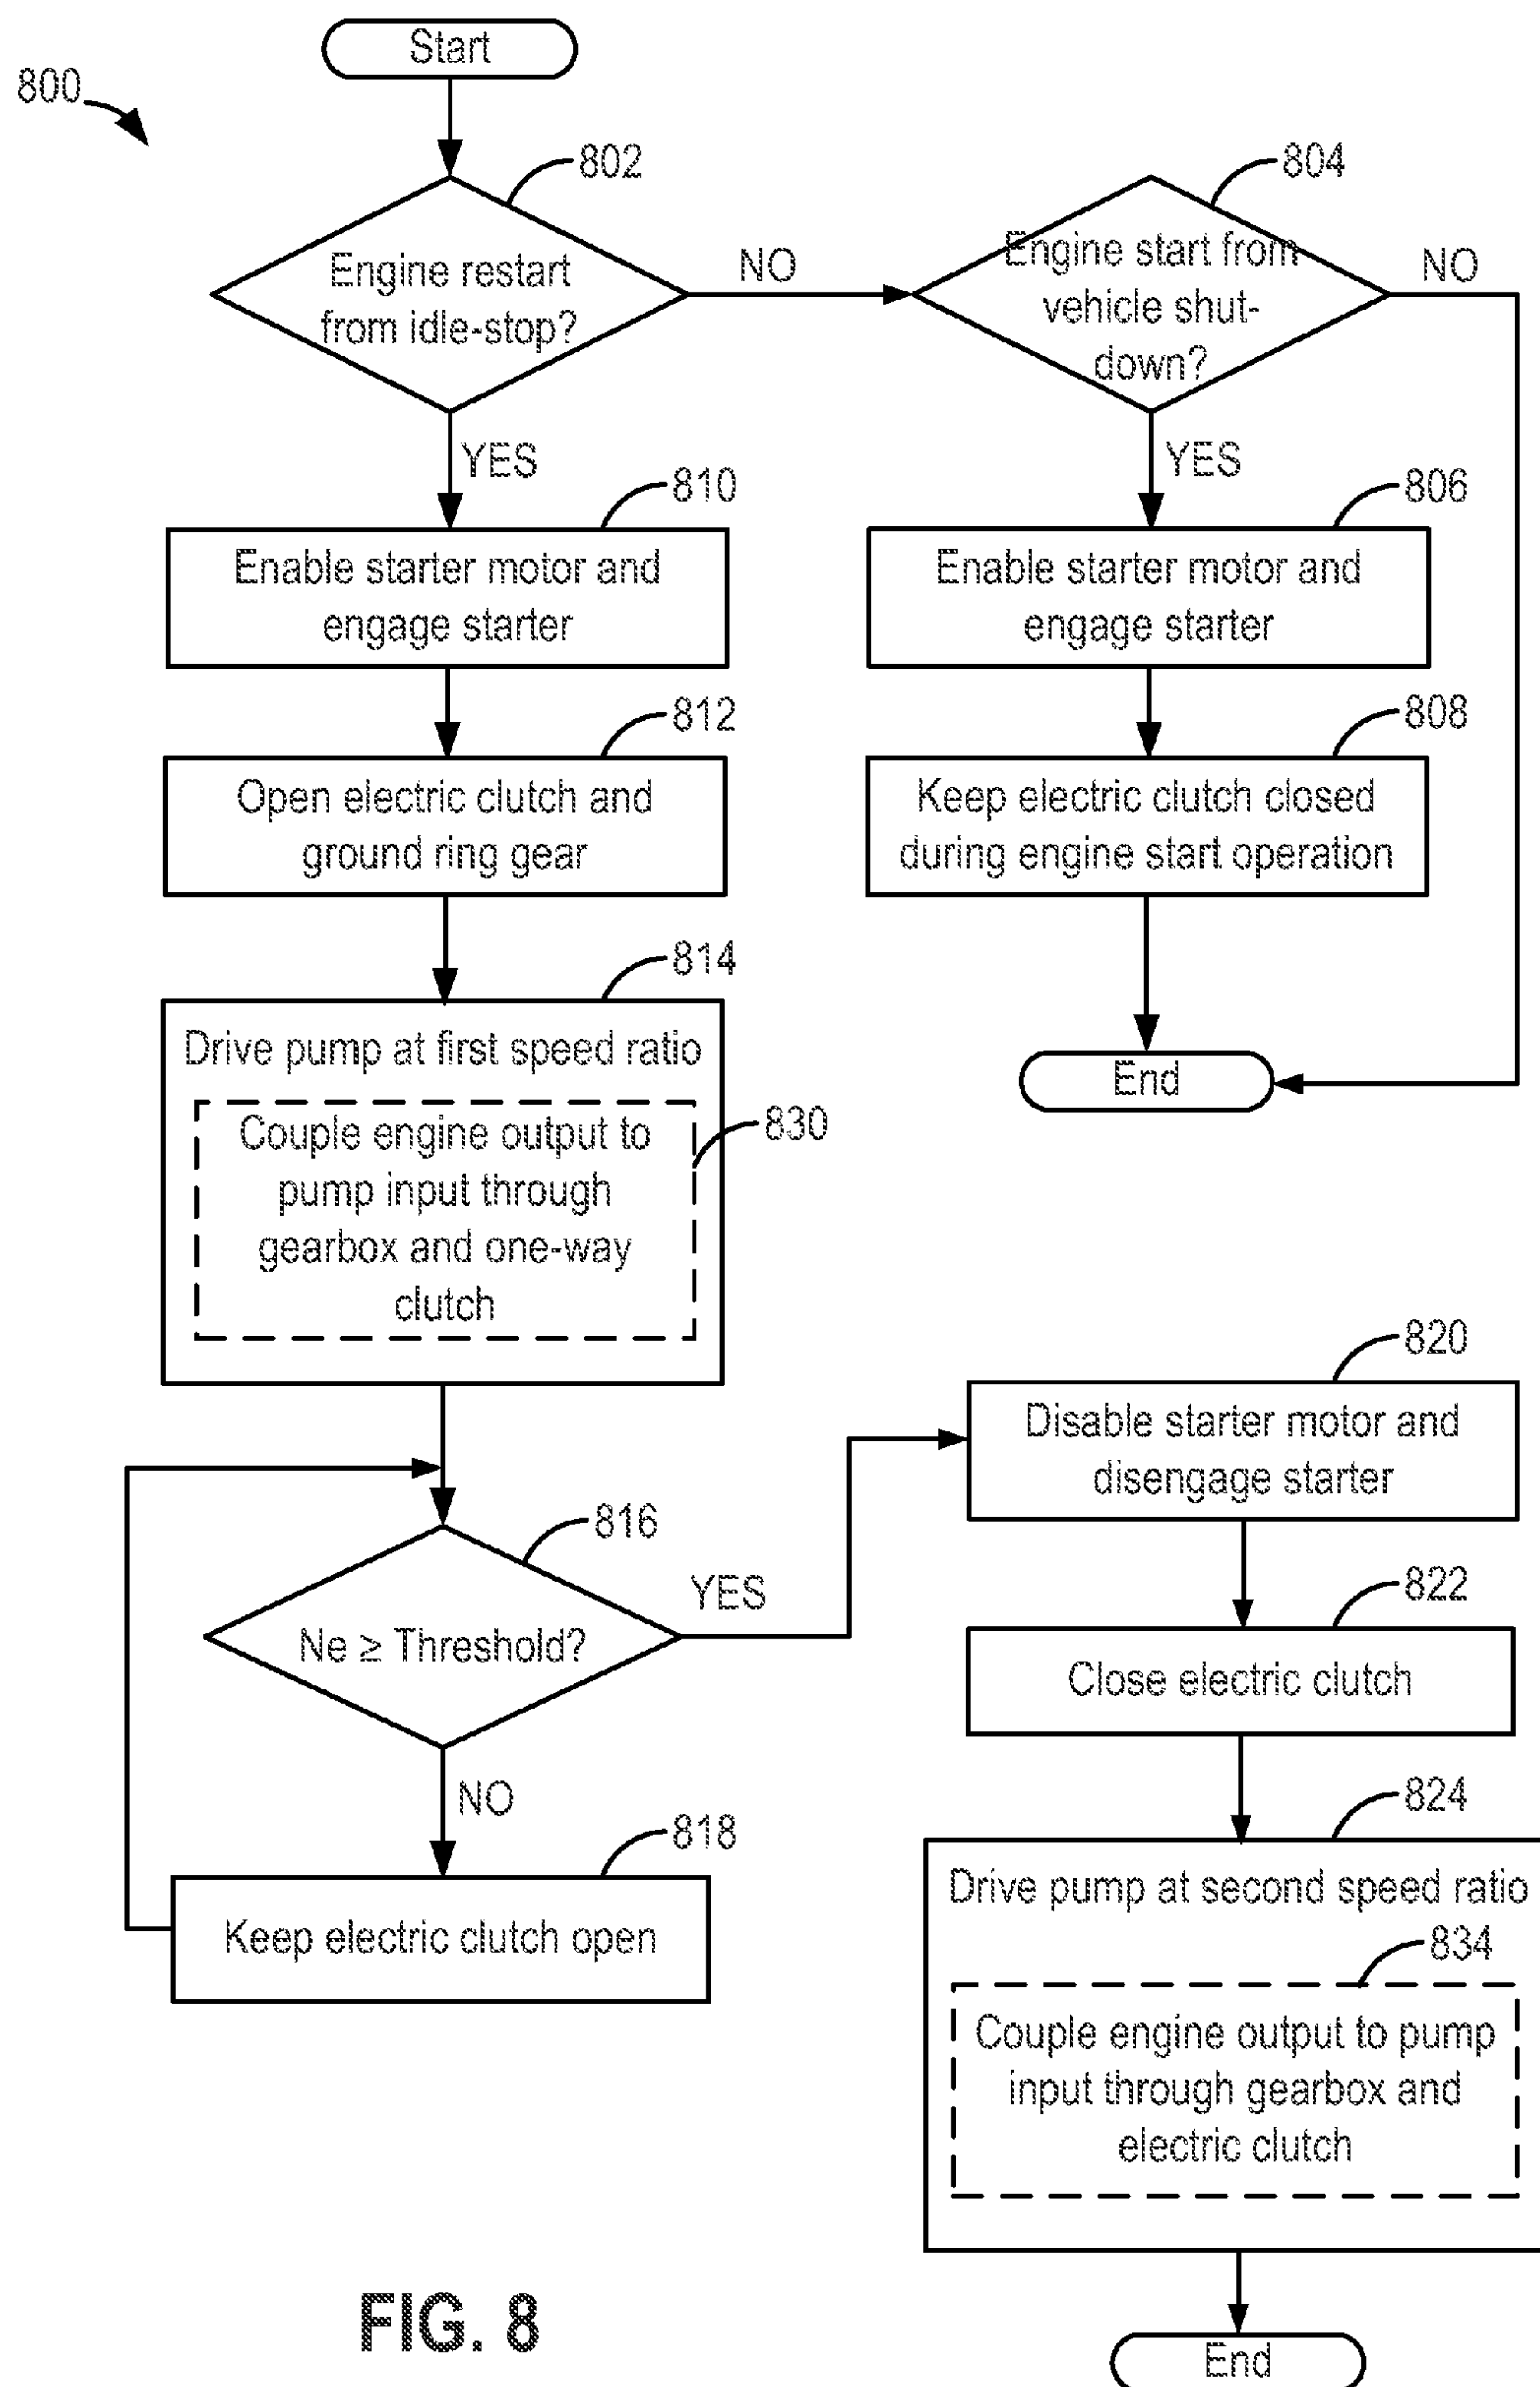 Start
800
802
Engine restart
from idle-stop?
NO
804
Engine start from
vehicle shut-
down?
NO
YES
YES
810
Enable starter motor and
engage starter
806
Enable starter motor and
engage starter
812
Open electric clutch and
ground ring gear
808
Keep electric clutch closed
during engine start operation
End
814
Drive pump at first speed ratio
830
Couple engine output to
pump input through
gearbox and one-way
clutch
816
Ne ≥ Threshold?
YES
NO
818
Keep electric clutch open
820
Disable starter motor and
disengage starter
822
Close electric clutch
824
Drive pump at second speed ratio
834
Couple engine output to pump
input through gearbox and
electric clutch
End
FIG. 8